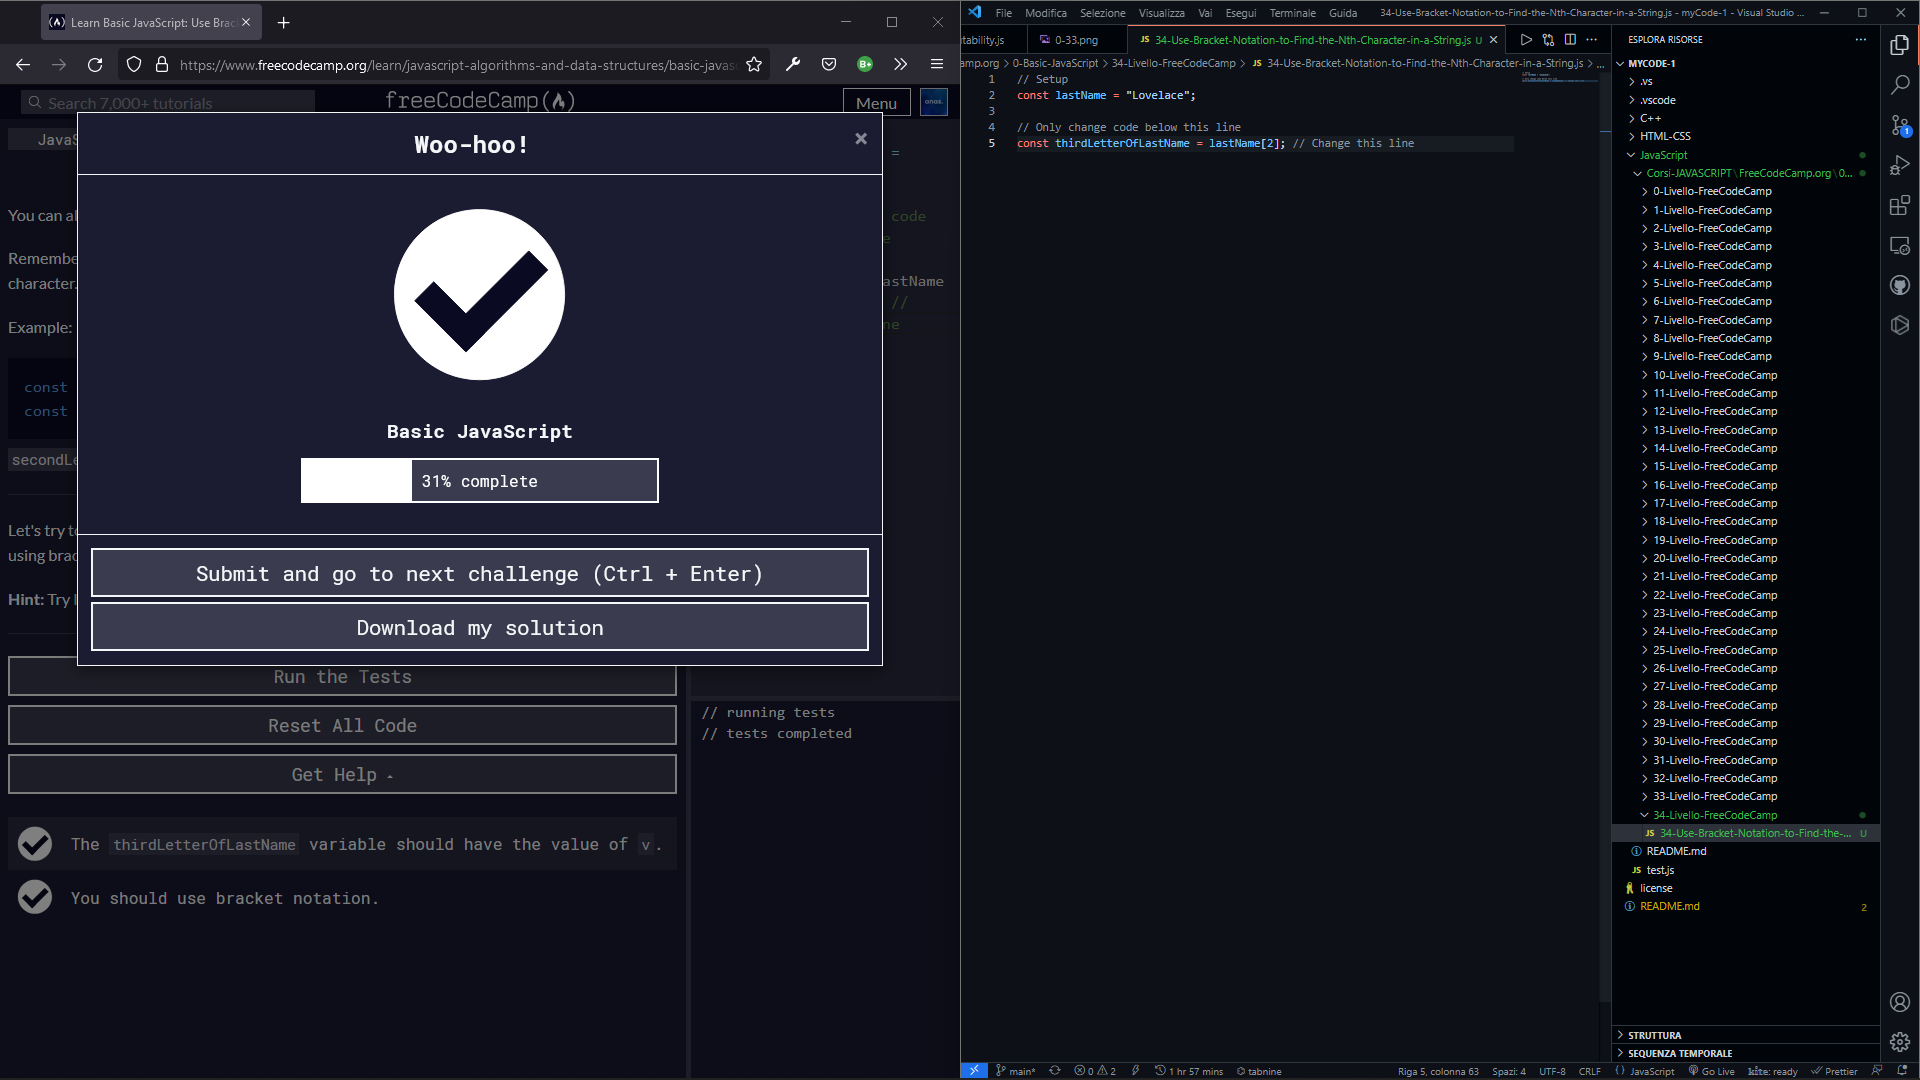 Learn Basic JavaScript: Use Brac
https://www.freecodecamp.org/learn/javascript-algorithms-and-data-structures/basic-javas
Search 7,000+ tutorials
freeCodeCamp
Menu
JavaS
Woo-hoo!
You can al
Remembe
character.
Example:
const
const
secondLe
Let's try to
using brac
Hint: Try l
=
code
e
astName
//
ne
Basic JavaScript
31% complete
Submit and go to next challenge (Ctrl + Enter)
Download my solution
Run the Tests
Reset All Code
Get Help
The thirdLetterOfLastName variable should have the value of v.
You should use bracket notation.
// running tests
// tests completed
File Modifica Selezione Visualizza Vai Esegui Terminale Guida
34-Use-Bracket-Notation-to-Find-the-Nth-Character-in-a-String.js - myCode-1 - Visual Studio ...
tability.js
0-33.png
JS 34-Use-Bracket-Notation-to-Find-the-Nth-Character-in-a-String.js U
amp.org > 0-Basic-JavaScript > 34-Livello-FreeCodeCamp > JS 34-Use-Bracket-Notation-to-Find-the-Nth-Character-in-a-String.js > ...
1 // Setup
2 const lastName = "Lovelace";
3
4 // Only change code below this line
5 const thirdLetterOfLastName = lastName[2]; // Change this line
ESPLORA RISORSE
MYCODE-1
.vs
.vscode
C++
HTML-CSS
JavaScript
Corsi-JAVASCRIPT\FreeCodeCamp.org\0...
0-Livello-FreeCodeCamp
1-Livello-FreeCodeCamp
2-Livello-FreeCodeCamp
3-Livello-FreeCodeCamp
4-Livello-FreeCodeCamp
5-Livello-FreeCodeCamp
6-Livello-FreeCodeCamp
7-Livello-FreeCodeCamp
8-Livello-FreeCodeCamp
9-Livello-FreeCodeCamp
10-Livello-FreeCodeCamp
11-Livello-FreeCodeCamp
12-Livello-FreeCodeCamp
13-Livello-FreeCodeCamp
14-Livello-FreeCodeCamp
15-Livello-FreeCodeCamp
16-Livello-FreeCodeCamp
17-Livello-FreeCodeCamp
18-Livello-FreeCodeCamp
19-Livello-FreeCodeCamp
20-Livello-FreeCodeCamp
21-Livello-FreeCodeCamp
22-Livello-FreeCodeCamp
23-Livello-FreeCodeCamp
24-Livello-FreeCodeCamp
25-Livello-FreeCodeCamp
26-Livello-FreeCodeCamp
27-Livello-FreeCodeCamp
28-Livello-FreeCodeCamp
29-Livello-FreeCodeCamp
30-Livello-FreeCodeCamp
31-Livello-FreeCodeCamp
32-Livello-FreeCodeCamp
33-Livello-FreeCodeCamp
34-Livello-FreeCodeCamp
JS 34-Use-Bracket-Notation-to-Find-the-... U
README.md
JS test.js
license
README.md 2
STRUTTURA
SEQUENZA TEMPORALE
1
main* 0 2 1 hr 57 mins tabnine
Riga 5, colonna 63 Spazi: 4 UTF-8 CRLF JavaScript Go Live kite: ready Prettier